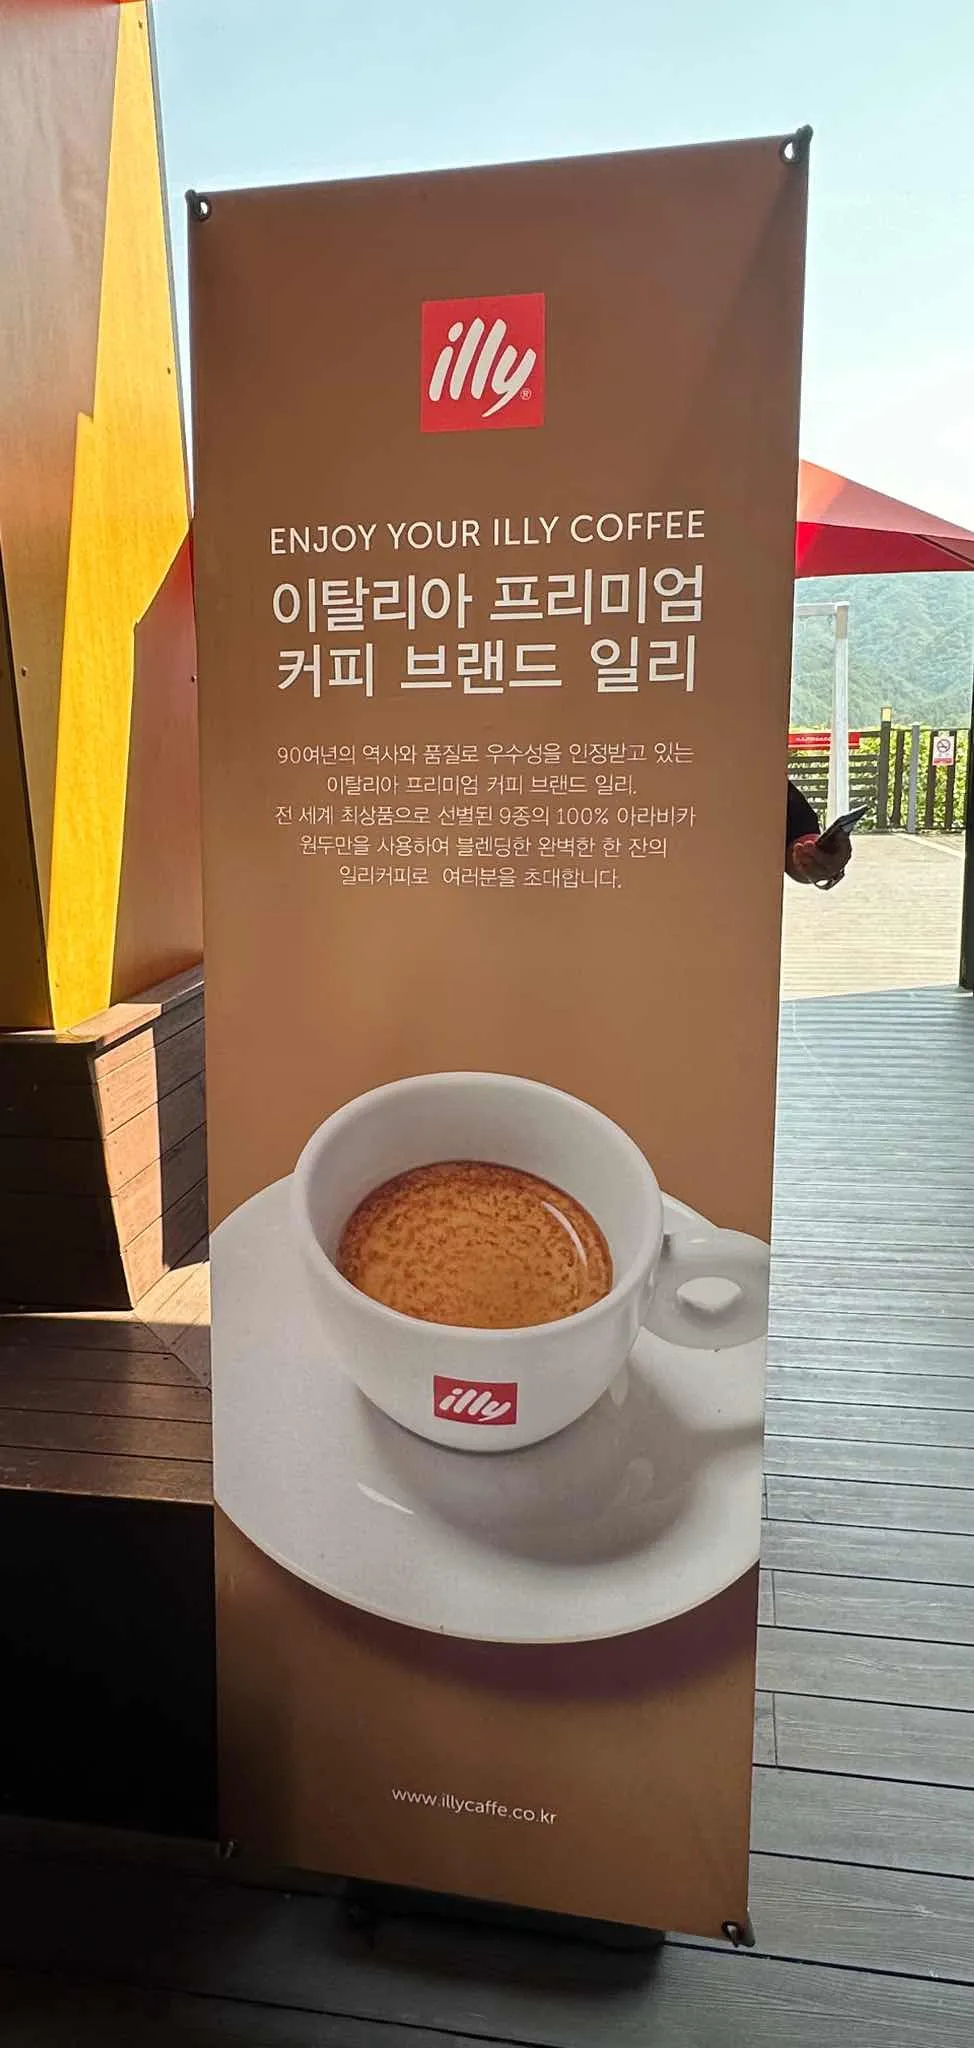 illy®
ENJOY YOUR ILLY COFFEE
이탈리아 프리미엄
커피 브랜드 일리
90여년의 역사와 품질로 우수성을 인정받고 있는
이탈리아 프리미엄 커피 브랜드 일리.
전 세계 최상품으로 선별된 9종의 100% 아라비카
원두만을 사용하여 블렌딩한 완벽한 한 잔의
일리커피로 여러분을 초대합니다.
illy
www.illycaffe.co.kr